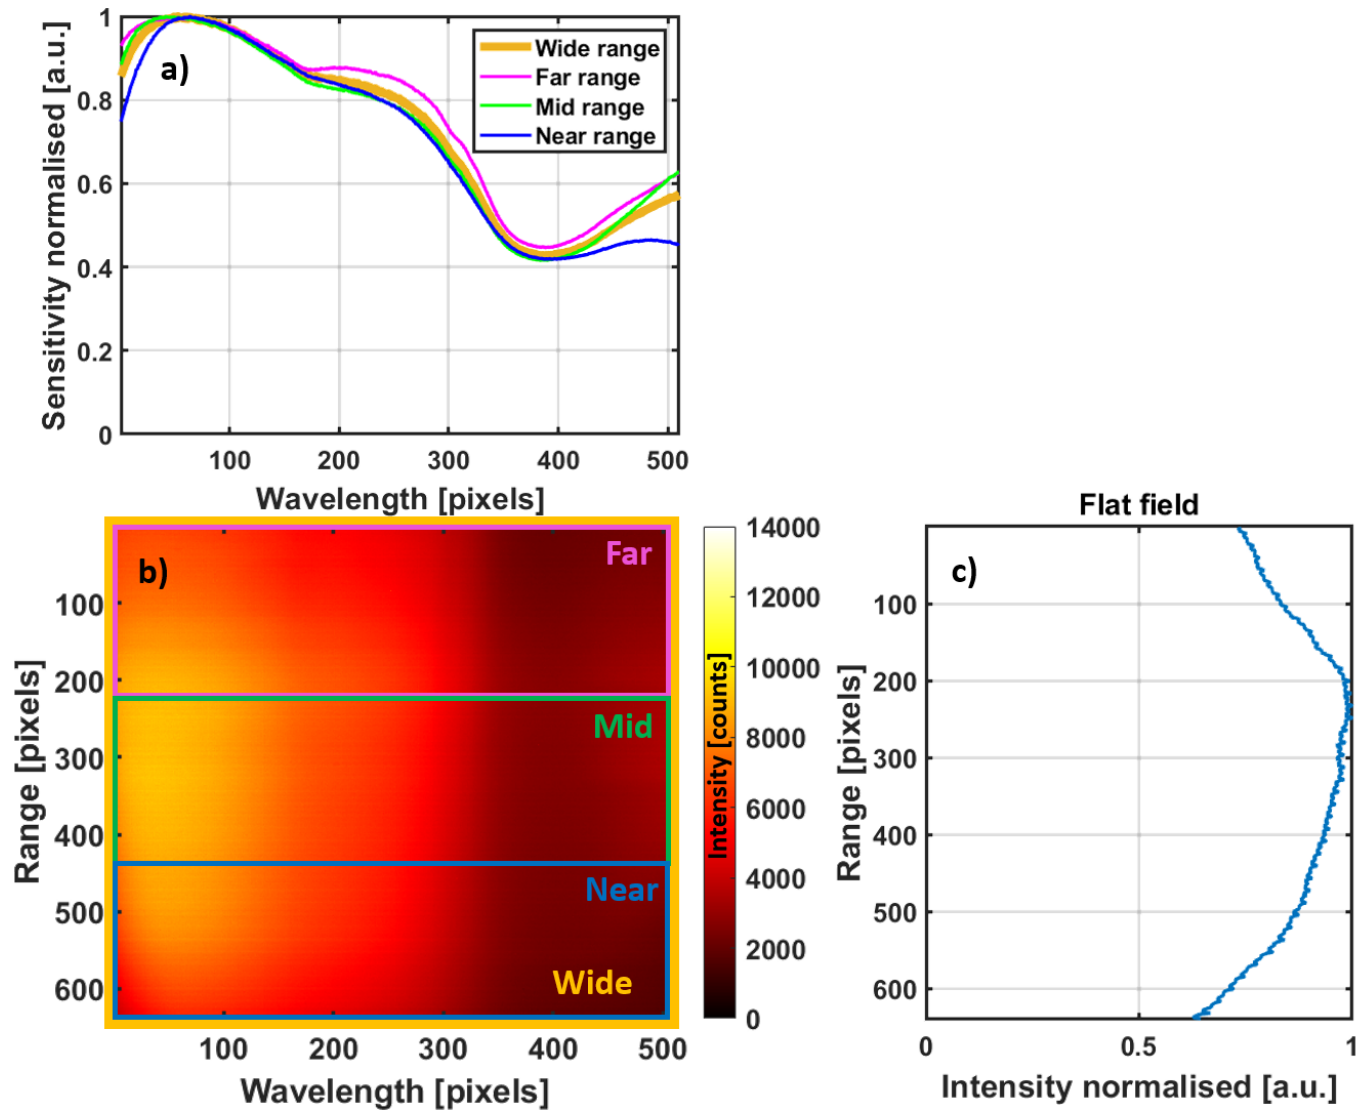 1
0.8
0.6
0.4
0.2
0
Sensitivity normalised [a.u.]
a)
Wide range
Far range
Mid range
Near range
100 200 300 400 500
Wavelength [pixels]
b)
Far
Mid
Near
Wide
100
200
300
400
500
600
Range [pixels]
100 200 300 400 500
Wavelength [pixels]
14000
12000
10000
8000
6000
4000
2000
0
Intensity [counts]
Flat field
c)
100
200
300
400
500
600
Range [pixels]
0 0.5 1
Intensity normalised [a.u.]